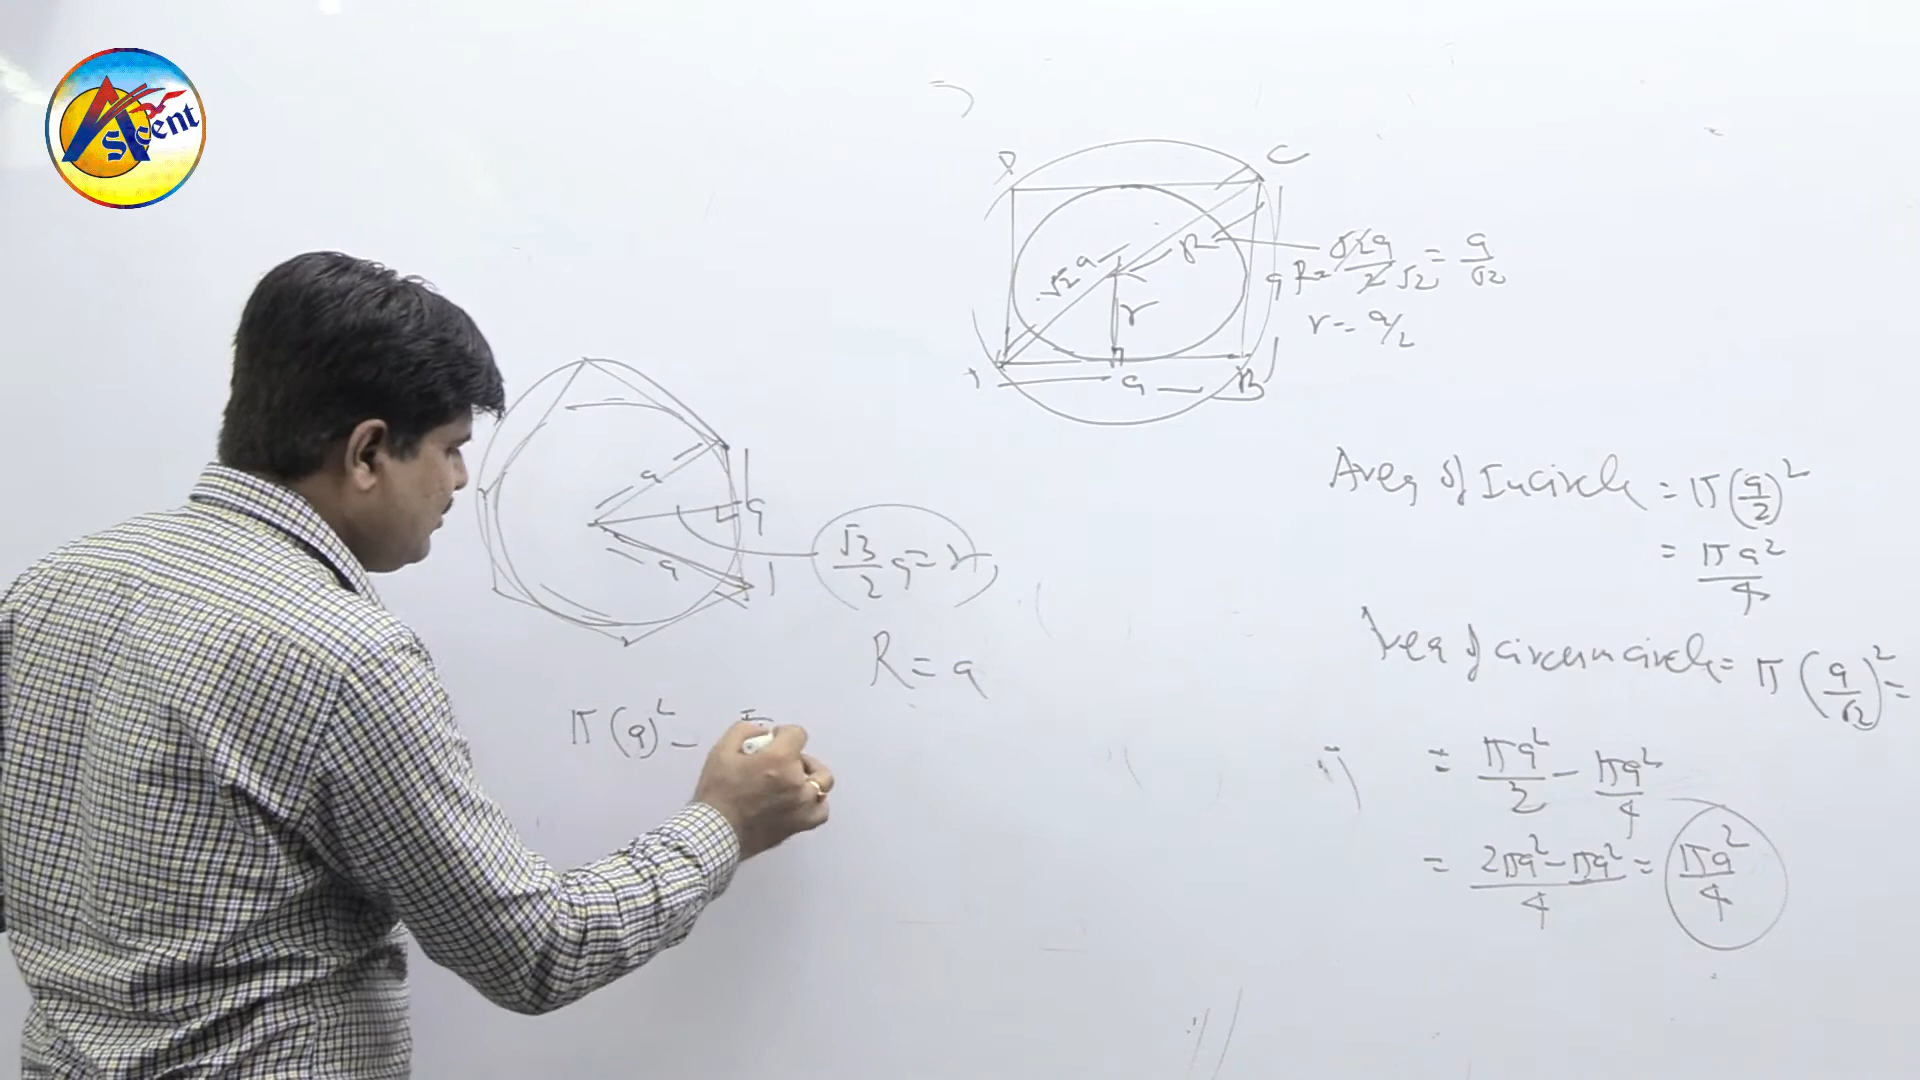 Ascent
D C
√2 a R
R = √2a/2 √2 = a/√2
a
r
r = a/2
a B
a
a
a
√3/2 a = r
R = a
π (a)² –
Area of Incircle = π (a/2)²
= πa²/4
Area of circumcircle = π (a/√2)² =
= πa²/2 – πa²/4
= 2πa² – πa²/4 = πa²/4